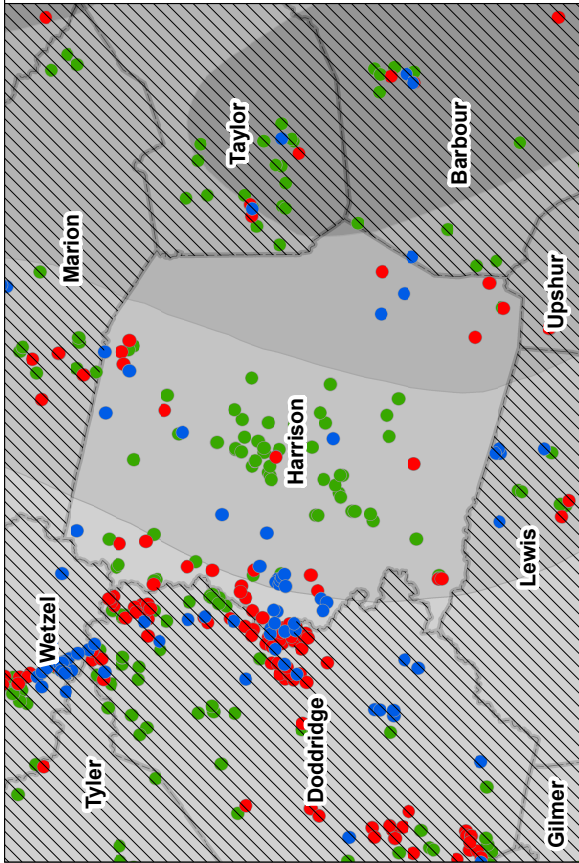 Marion
Taylor
Barbour
Upshur
Harrison
Wetzel
Lewis
Tyler
Doddridge
Gilmer